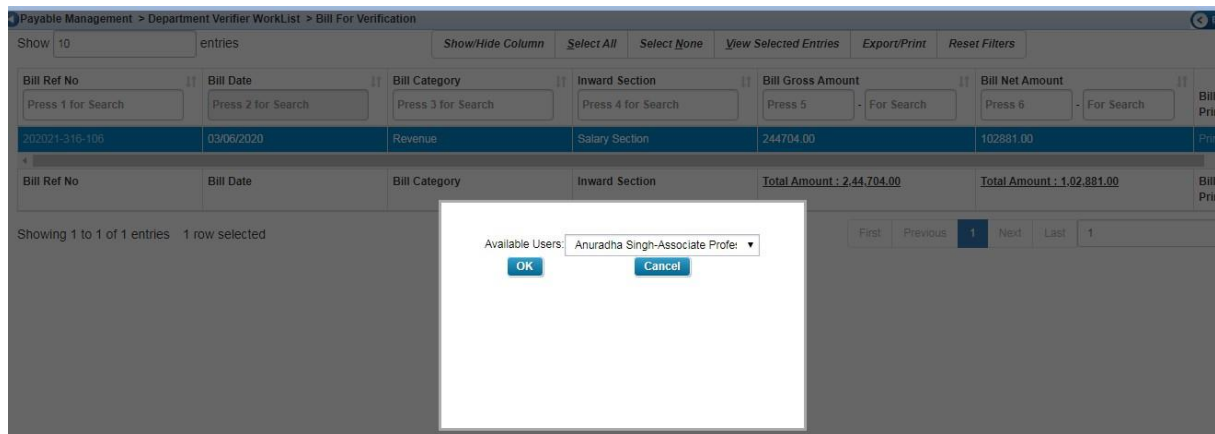 Payable Management > Department Verifier WorkList > Bill For Verification
Show 10 entries Show/Hide Column Select All Select None View Selected Entries Export/Print Reset Filters
Bill Ref No Bill Date Bill Category Inward Section Bill Gross Amount Bill Net Amount
Press 1 for Search Press 2 for Search Press 3 for Search Press 4 for Search Press 5 - For Search Press 6 - For Search
202021-316-106 03/06/2020 Revenue Salary Section 244704.00 102881.00
Bill Ref No Bill Date Bill Category Inward Section Total Amount : 2,44,704.00 Total Amount : 1,02,881.00
Showing 1 to 1 of 1 entries 1 row selected First Previous 1 Next Last 1
Available Users: Anuradha Singh-Associate Profes
OK Cancel